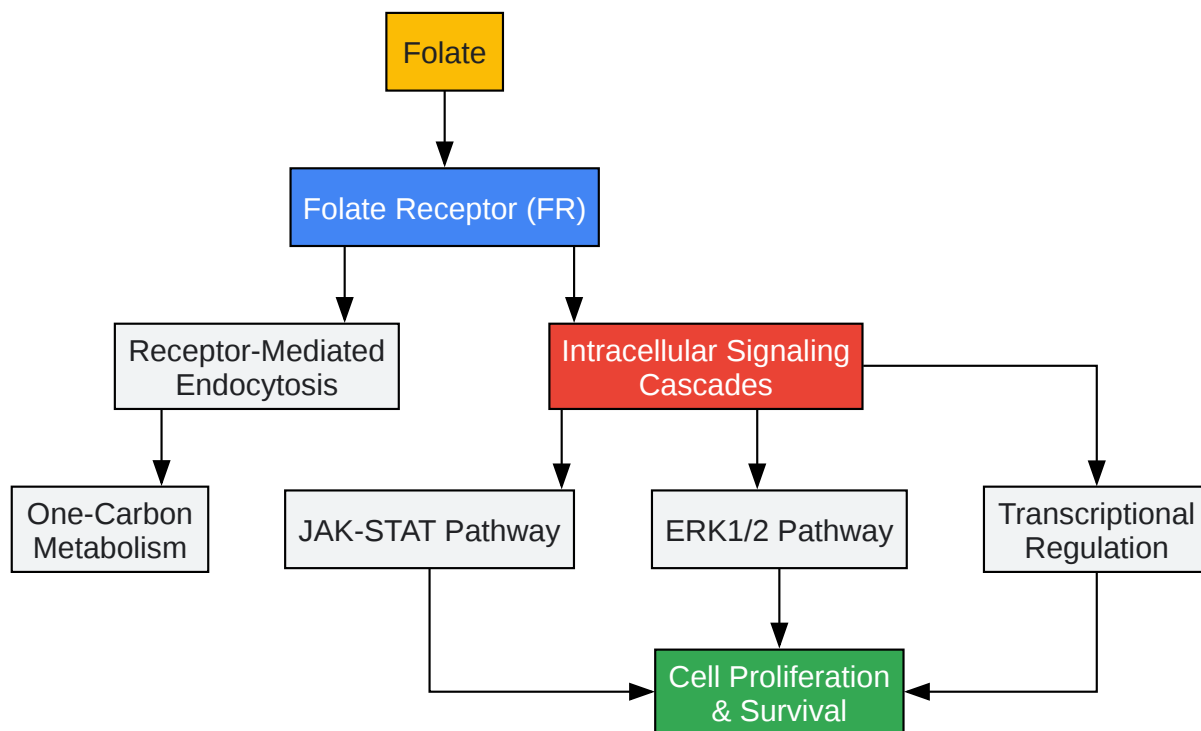 Folate
Folate Receptor (FR)
Receptor-Mediated
Endocytosis
Intracellular Signaling
Cascades
One-Carbon
Metabolism
JAK-STAT Pathway
ERK1/2 Pathway
Transcriptional
Regulation
Cell Proliferation
& Survival